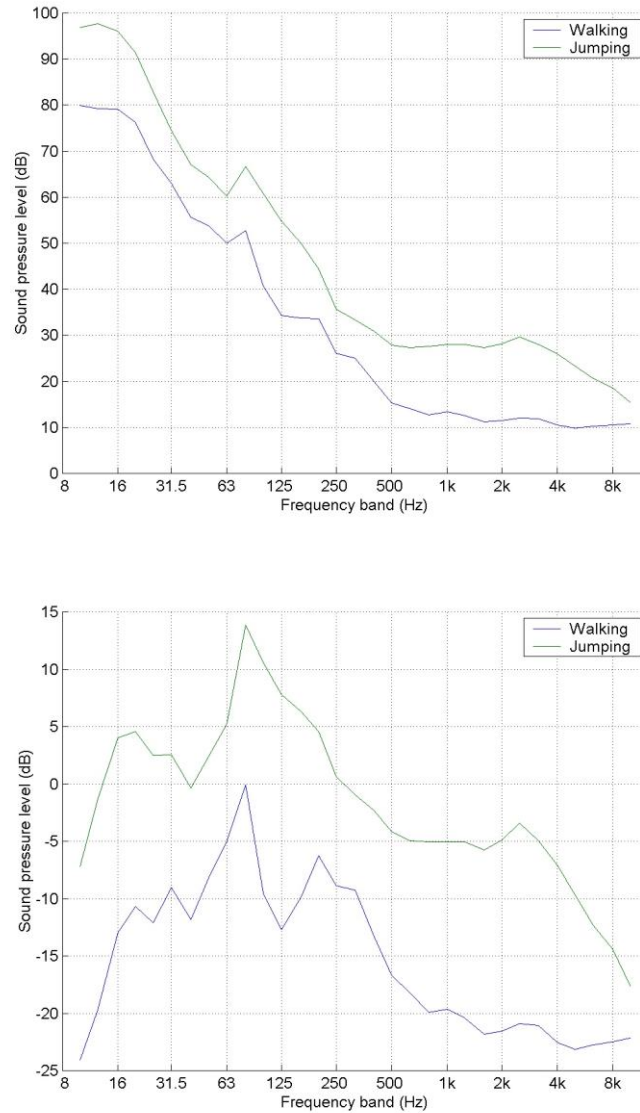 100
90
80
70
60
50
40
30
20
10
0
Sound pressure level (dB)
Walking
Jumping
8 16 31.5 63 125 250 500 1k 2k 4k 8k
Frequency band (Hz)
15
10
5
0
-5
-10
-15
-20
-25
Sound pressure level (dB)
Walking
Jumping
8 16 31.5 63 125 250 500 1k 2k 4k 8k
Frequency band (Hz)